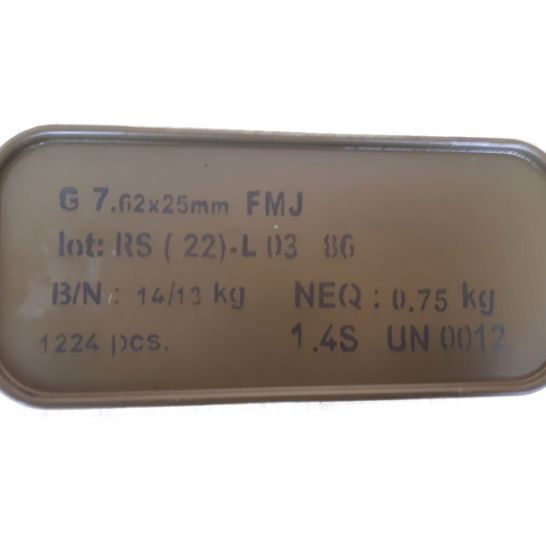 G 7.62x25mm FMJ
lot: RS ( 22)-L 03 86
B/N : 14/13 kg NEQ : 0.75 kg
1224 pcs. 1.4S UN 0012